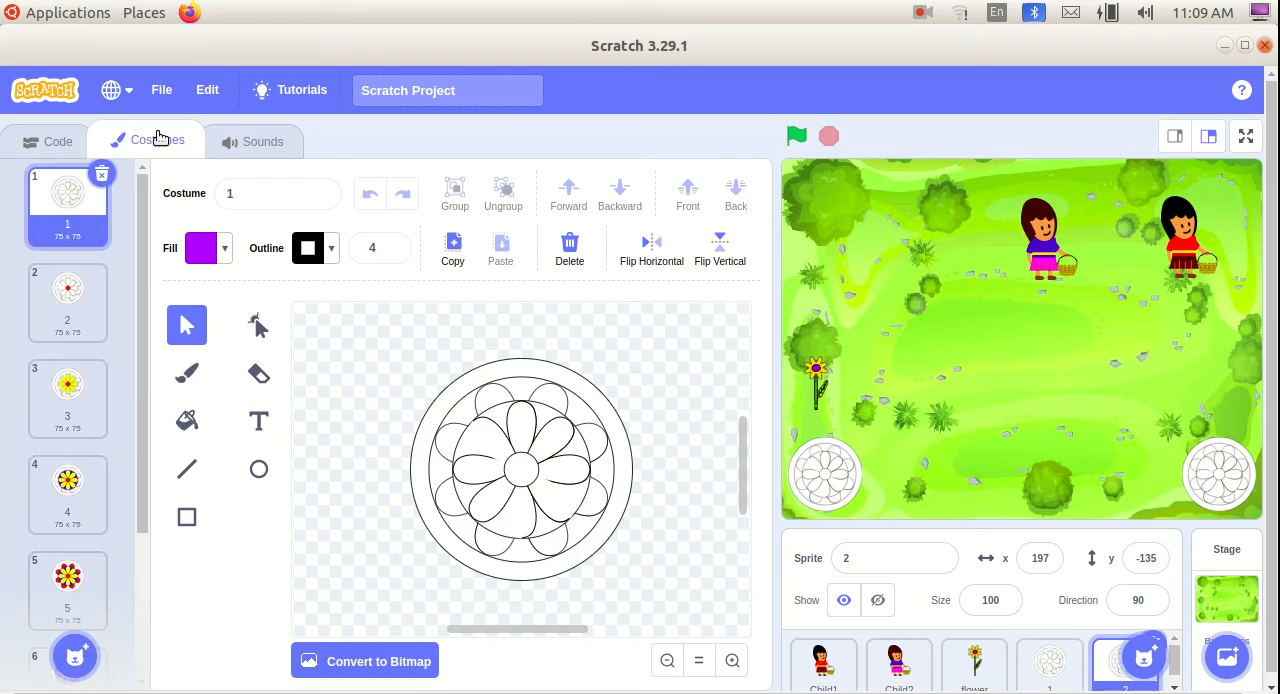 Applications Places En 11:09 AM
Scratch 3.29.1
SCRATCH File Edit Tutorials Scratch Project ?
Code Costumes Sounds
1
1
75 x 75
2
2
75 x 75
3
3
75 x 75
4
4
75 x 75
5
5
75 x 75
6
Costume 1
Group Ungroup Forward Backward Front Back
Fill Outline 4
Copy Paste Delete Flip Horizontal Flip Vertical
T
Convert to Bitmap
Sprite 2 x 197 y -135
Show Size 100 Direction 90
Child1 Child2 flower 1 2
Stage